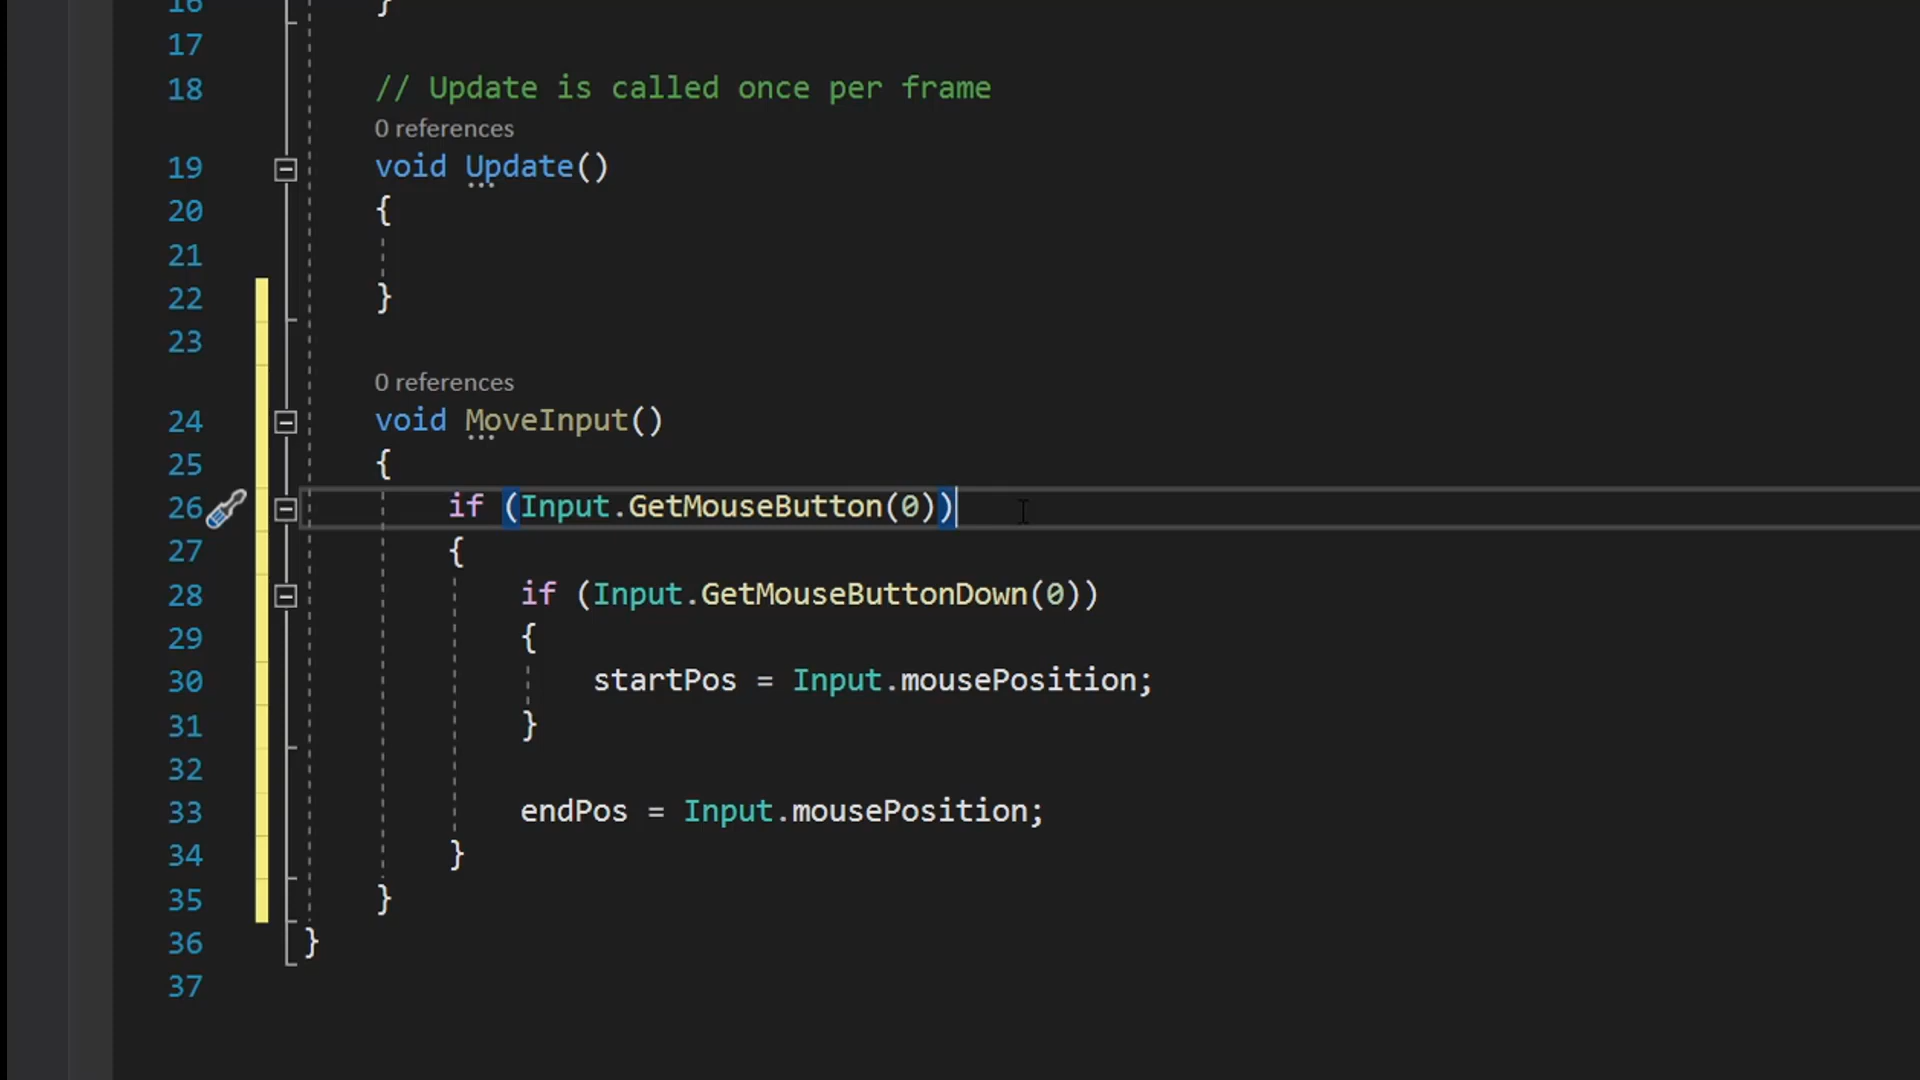 16 }
17
18 // Update is called once per frame
0 references
19 void Update()
20 {
21
22 }
23
0 references
24 void MoveInput()
25 {
26 if (Input.GetMouseButton(0))
27 {
28 if (Input.GetMouseButtonDown(0))
29 {
30 startPos = Input.mousePosition;
31 }
32
33 endPos = Input.mousePosition;
34 }
35 }
36 }
37